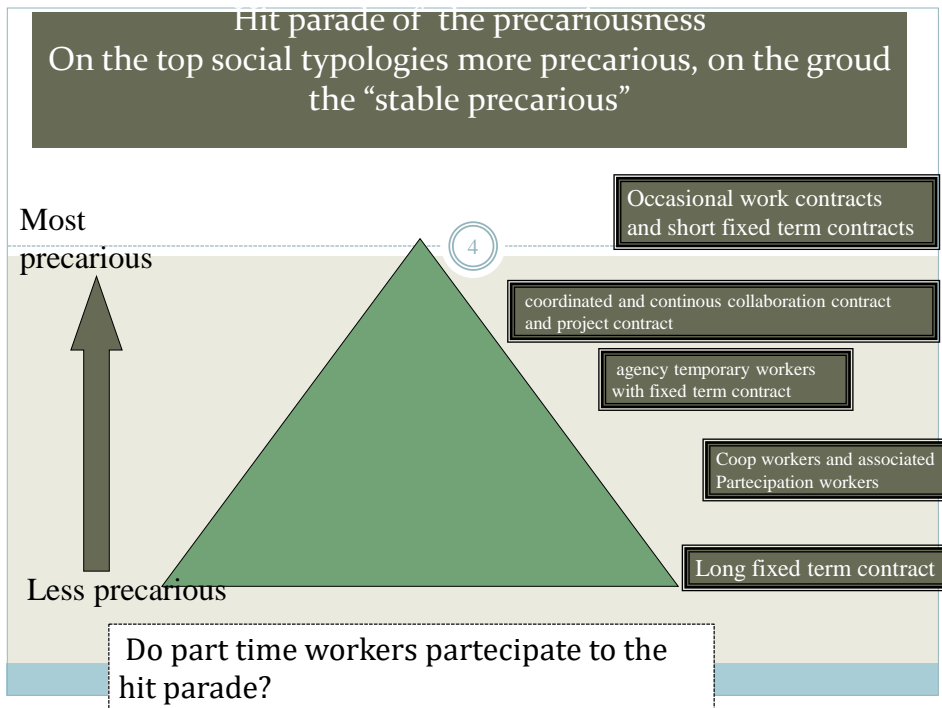 Hit parade of the precariousness
On the top social typologies more precarious, on the groud
the “stable precarious”
Most
precarious
4
Occasional work contracts
and short fixed term contracts
coordinated and continous collaboration contract
and project contract
agency temporary workers
with fixed term contract
Coop workers and associated
Partecipation workers
Long fixed term contract
Less precarious
Do part time workers partecipate to the
hit parade?